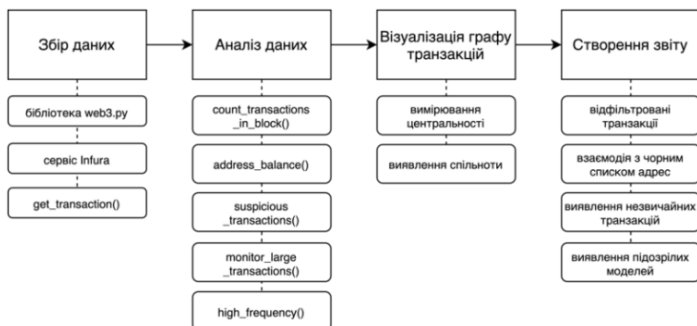 Збір даних
бібліотека web3.py
сервіс Infura
get_transaction()
Аналіз даних
count_transactions
_in_block()
address_balance()
suspicious
_transactions()
monitor_large
_transactions()
high_frequency()
Візуалізація графу
транзакцій
вимірювання
центральності
виявлення спільноти
Створення звіту
відфільтровані
транзакції
взаємодія з чорним
списком адрес
виявлення незвичайних
транзакцій
виявлення підозрілих
моделей